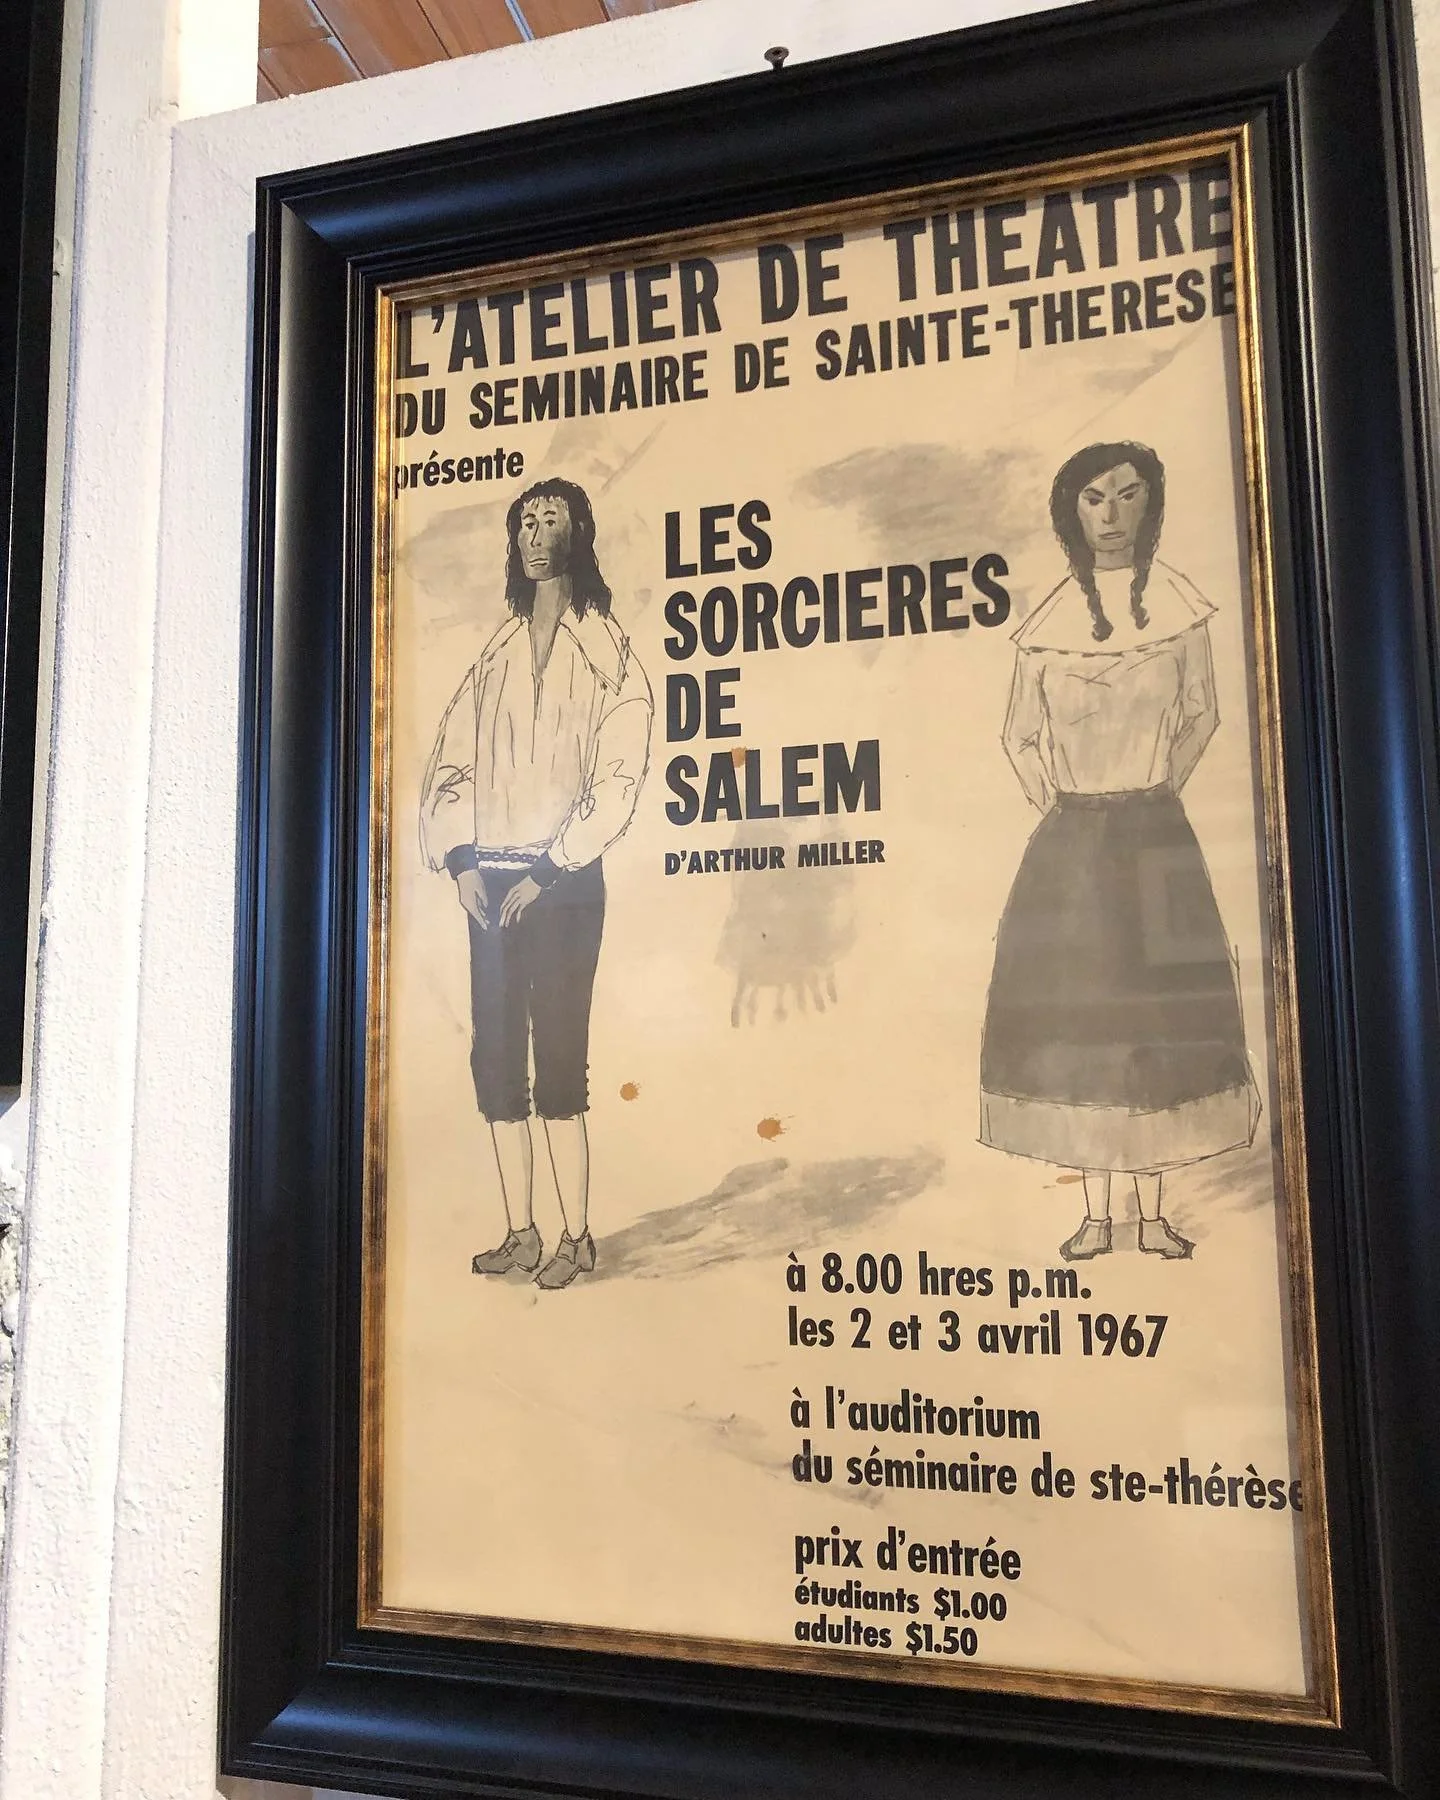 L'ATELIER DE THEATRE
DU SEMINAIRE DE SAINTE-THERESE
présente
LES
SORCIERES
DE
SALEM
D'ARTHUR MILLER
à 8.00 hres p.m.
les 2 et 3 avril 1967
à l'auditorium
du séminaire de ste-thérèse
prix d'entrée
étudiants $1.00
adultes $1.50